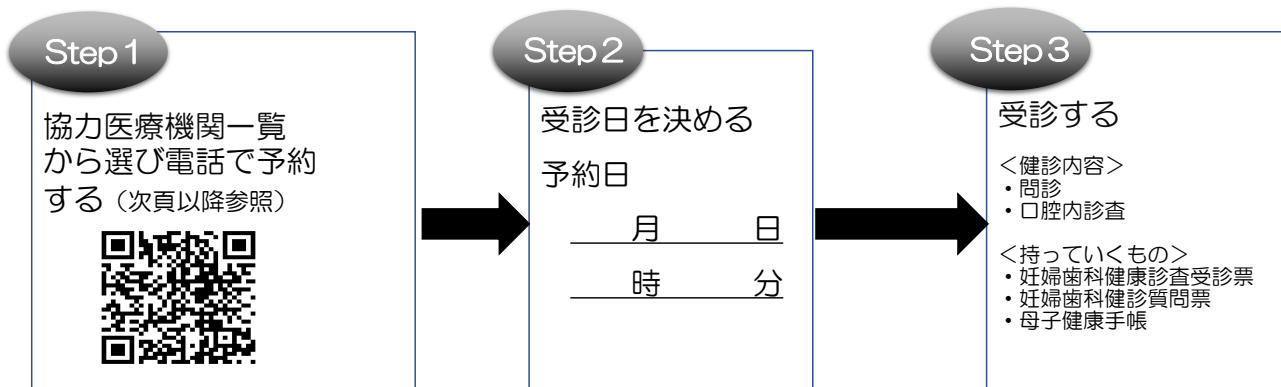 Step1
協力医療機関一覧
から選び電話で予約
する（次頁以降参照）
Step2
受診日を決める
予約日
月　日
時　分
Step3
受診する
＜健診内容＞
・問診
・口腔内診査
＜持っていくもの＞
・妊婦歯科健康診査受診票
・妊婦歯科健診質問票
・母子健康手帳